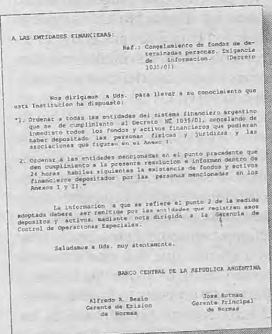 A LAS ENTIDADES FINANCIERAS:
Ref.: Congelamiento de fondos de de-
terminadas personas. Exigencia
de información. (Decreto
1035/01)
Nos dirigimos a Uds. para llevar a su conocimiento que
esta Institución ha dispuesto:
"1. Ordenar a todas las entidades del sistema financiero argentino
que se dé cumplimiento al Decreto Nº 1035/01, congelando de
inmediato todos los fondos y activos financieros que pudieran
haber depositado las personas físicas y jurídicas y las
asociaciones que figuran en el Anexo I.
2. Ordenar a las entidades mencionadas en el punto precedente que
den cumplimiento a la presente resolución e informen dentro de
24 horas hábiles siguientes la existencia de fondos y activos
financieros depositados por las personas mencionadas en los
Anexos I y II."
La información a que se refiere el punto 2 de la medida
adoptada deberá ser remitida por las entidades que registren esos
depósitos y activos, mediante nota dirigida a la Gerencia de
Control de Operaciones Especiales.
Saludamos a Uds. muy atentamente.
BANCO CENTRAL DE LA REPUBLICA ARGENTINA
Alfredo A. Besio
Gerente de Emisión
de Normas
José Rutman
Gerente Principal
de Normas